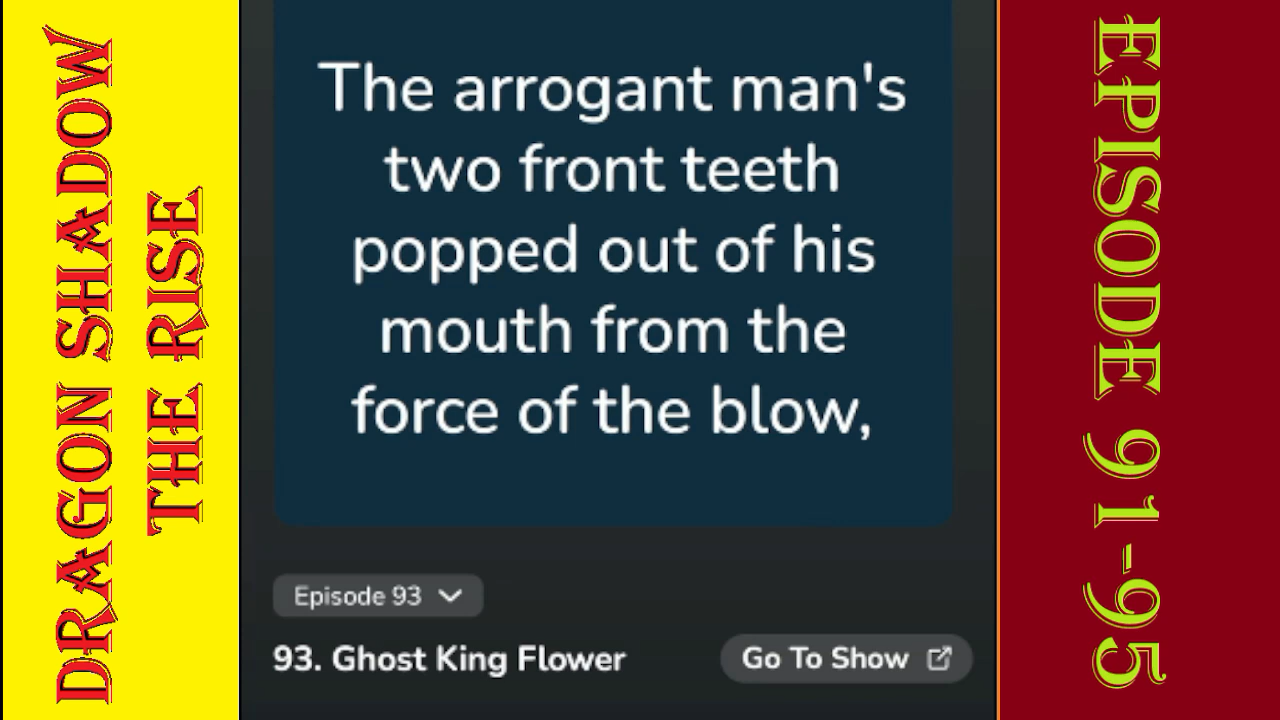 DRAGON SHADOW
THE RISE
The arrogant man's
two front teeth
popped out of his
mouth from the
force of the blow,
Episode 93
93. Ghost King Flower
Go To Show
EPISODE 91-95